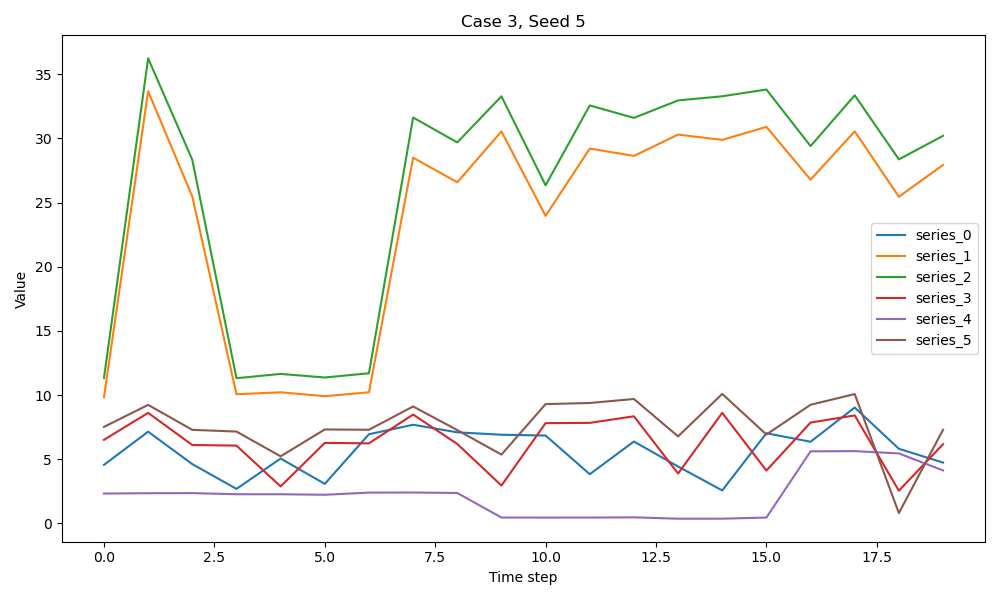 Case 3, Seed 5
Value
35
30
25
20
15
10
5
0
series_0
series_1
series_2
series_3
series_4
series_5
0.0 2.5 5.0 7.5 10.0 12.5 15.0 17.5
Time step